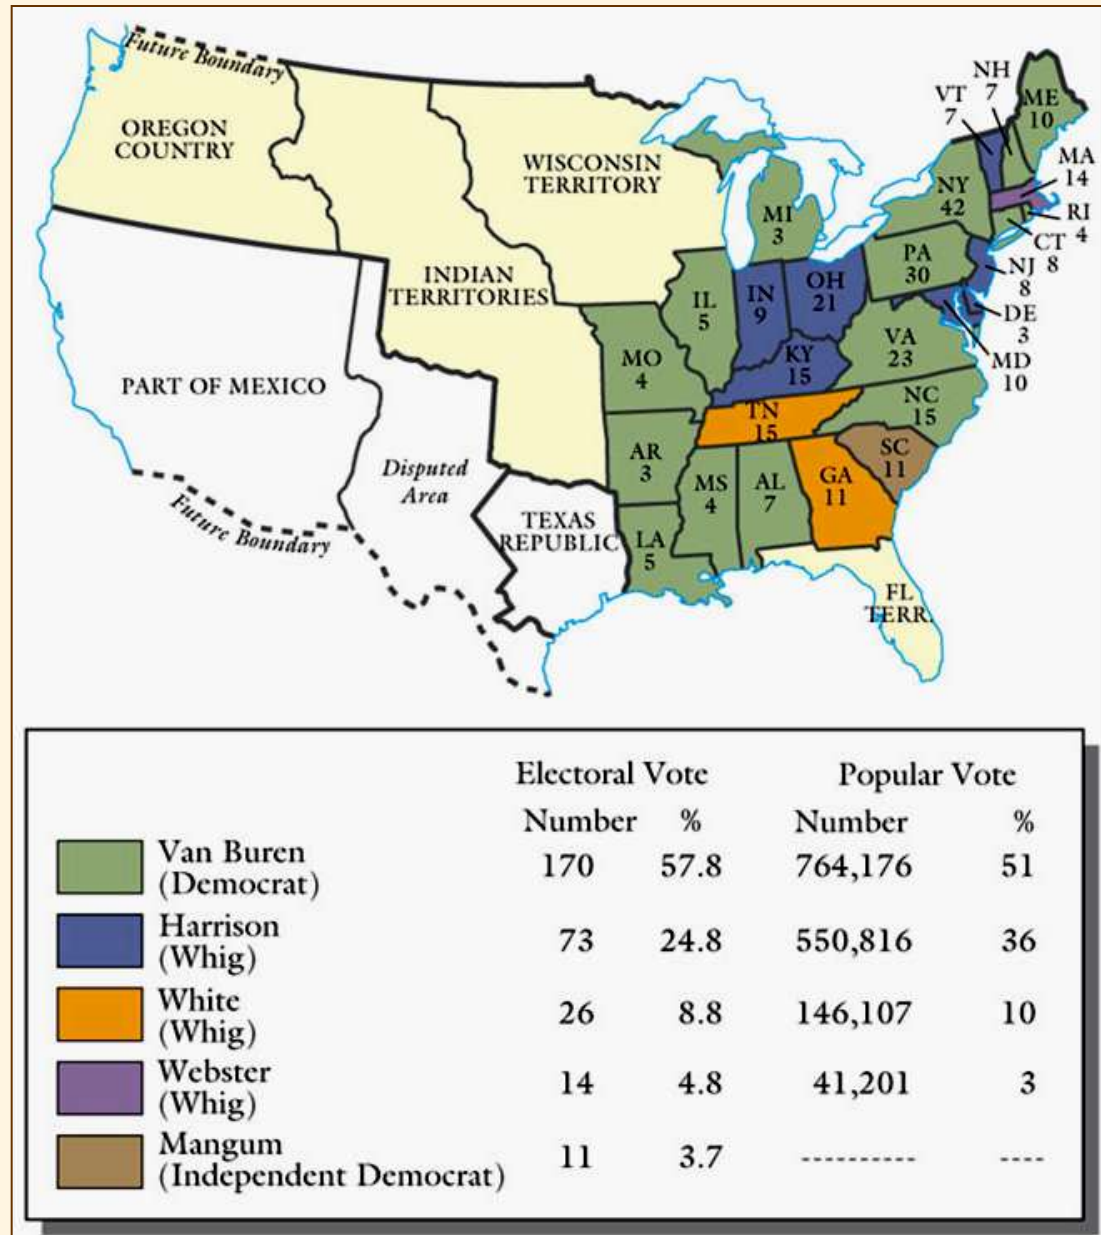 Future Boundary
OREGON
COUNTRY
WISCONSIN
TERRITORY
INDIAN
TERRITORIES
PART OF MEXICO
Disputed
Area
TEXAS
REPUBLIC
Future Boundary
FL
TERR.
NH
7
VT
7
ME
10
MA
14
RI
4
CT
8
NY
42
NJ
8
PA
30
DE
3
MD
10
MI
3
OH
21
IN
9
IL
5
VA
23
KY
15
MO
4
NC
15
TN
15
SC
11
AR
3
MS
4
AL
7
GA
11
LA
5
Electoral Vote Popular Vote
Number % Number %
Van Buren
(Democrat) 170 57.8 764,176 51
Harrison
(Whig) 73 24.8 550,816 36
White
(Whig) 26 8.8 146,107 10
Webster
(Whig) 14 4.8 41,201 3
Mangum
(Independent Democrat) 11 3.7 ---------- ----